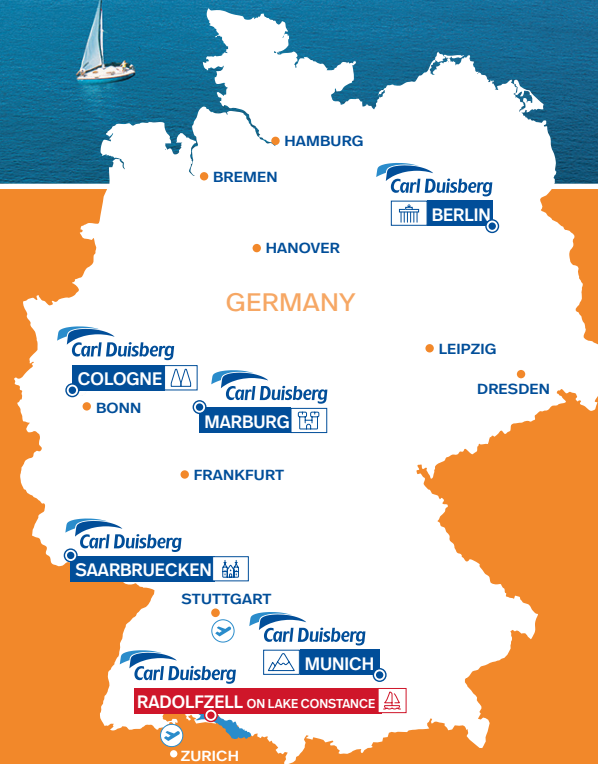 HAMBURG
BREMEN
Carl Duisberg
BERLIN
HANOVER
GERMANY
Carl Duisberg
COLOGNE
LEIPZIG
DRESDEN
BONN
Carl Duisberg
MARBURG
FRANKFURT
Carl Duisberg
SAARBRUECKEN
STUTTGART
Carl Duisberg
MUNICH
Carl Duisberg
RADOLFZELL ON LAKE CONSTANCE
ZURICH